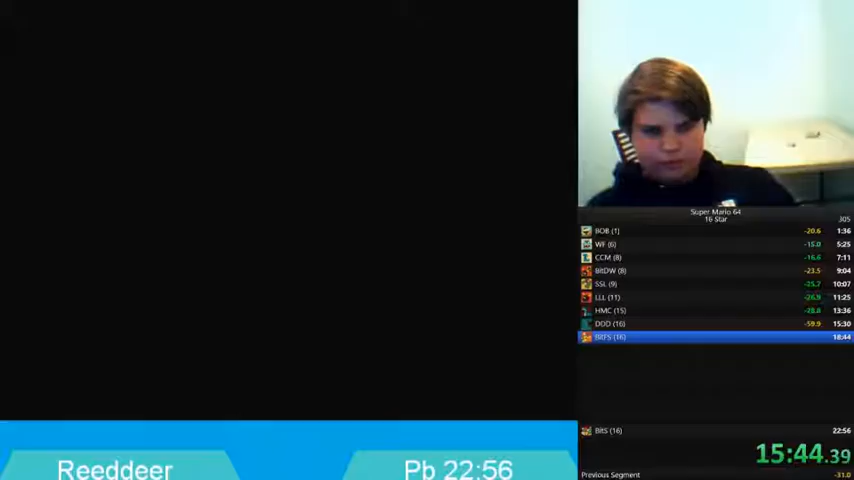 Super Mario 64
16 Star 305
BOB (1) -20.6 1:36
WF (6) -15.0 5:25
CCM (8) -16.6 7:11
BitDW (8) -23.5 9:04
SSL (9) -25.7 10:07
LLL (11) -26.9 11:25
HMC (15) -28.8 13:36
DDD (16) -59.9 15:30
BitFS (16) 18:44
BitS (16) 22:56
15:44.39
Previous Segment -31.0
Reeddeer Pb 22:56